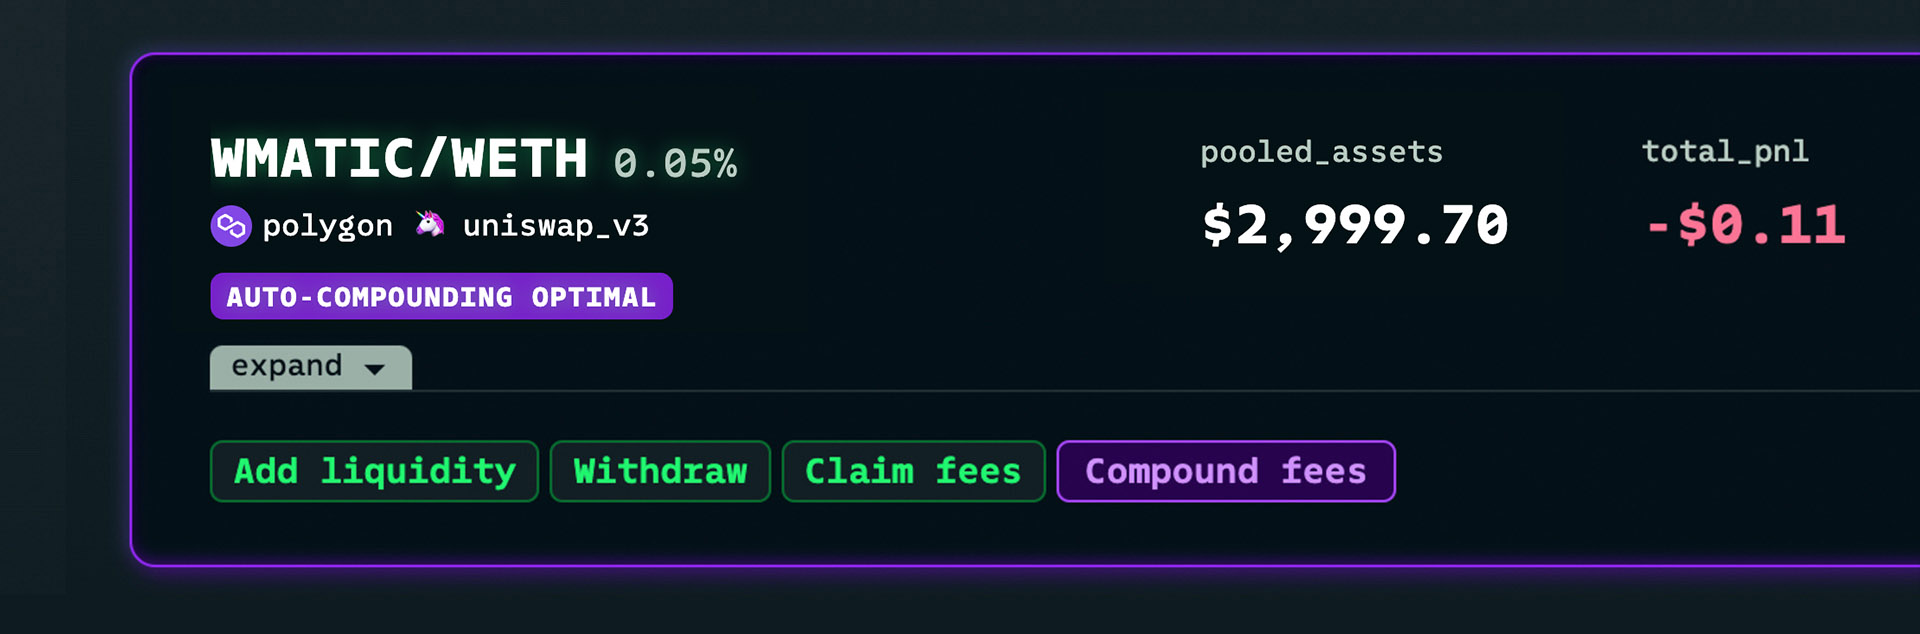 WMATIC/WETH 0.05%
polygon uniswap_v3
AUTO-COMPOUNDING OPTIMAL
pooled_assets
$2,999.70
total_pnl
-$0.11
expand
Add liquidity
Withdraw
Claim fees
Compound fees